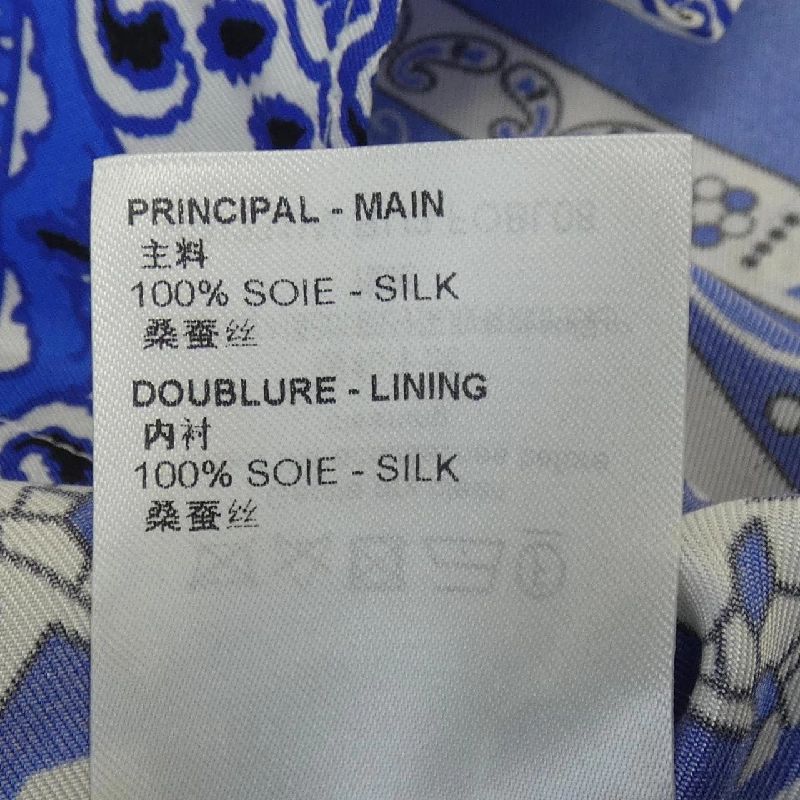 PRINCIPAL - MAIN
主料
100% SOIE - SILK
桑蚕丝
DOUBLURE - LINING
内衬
100% SOIE - SILK
桑蚕丝